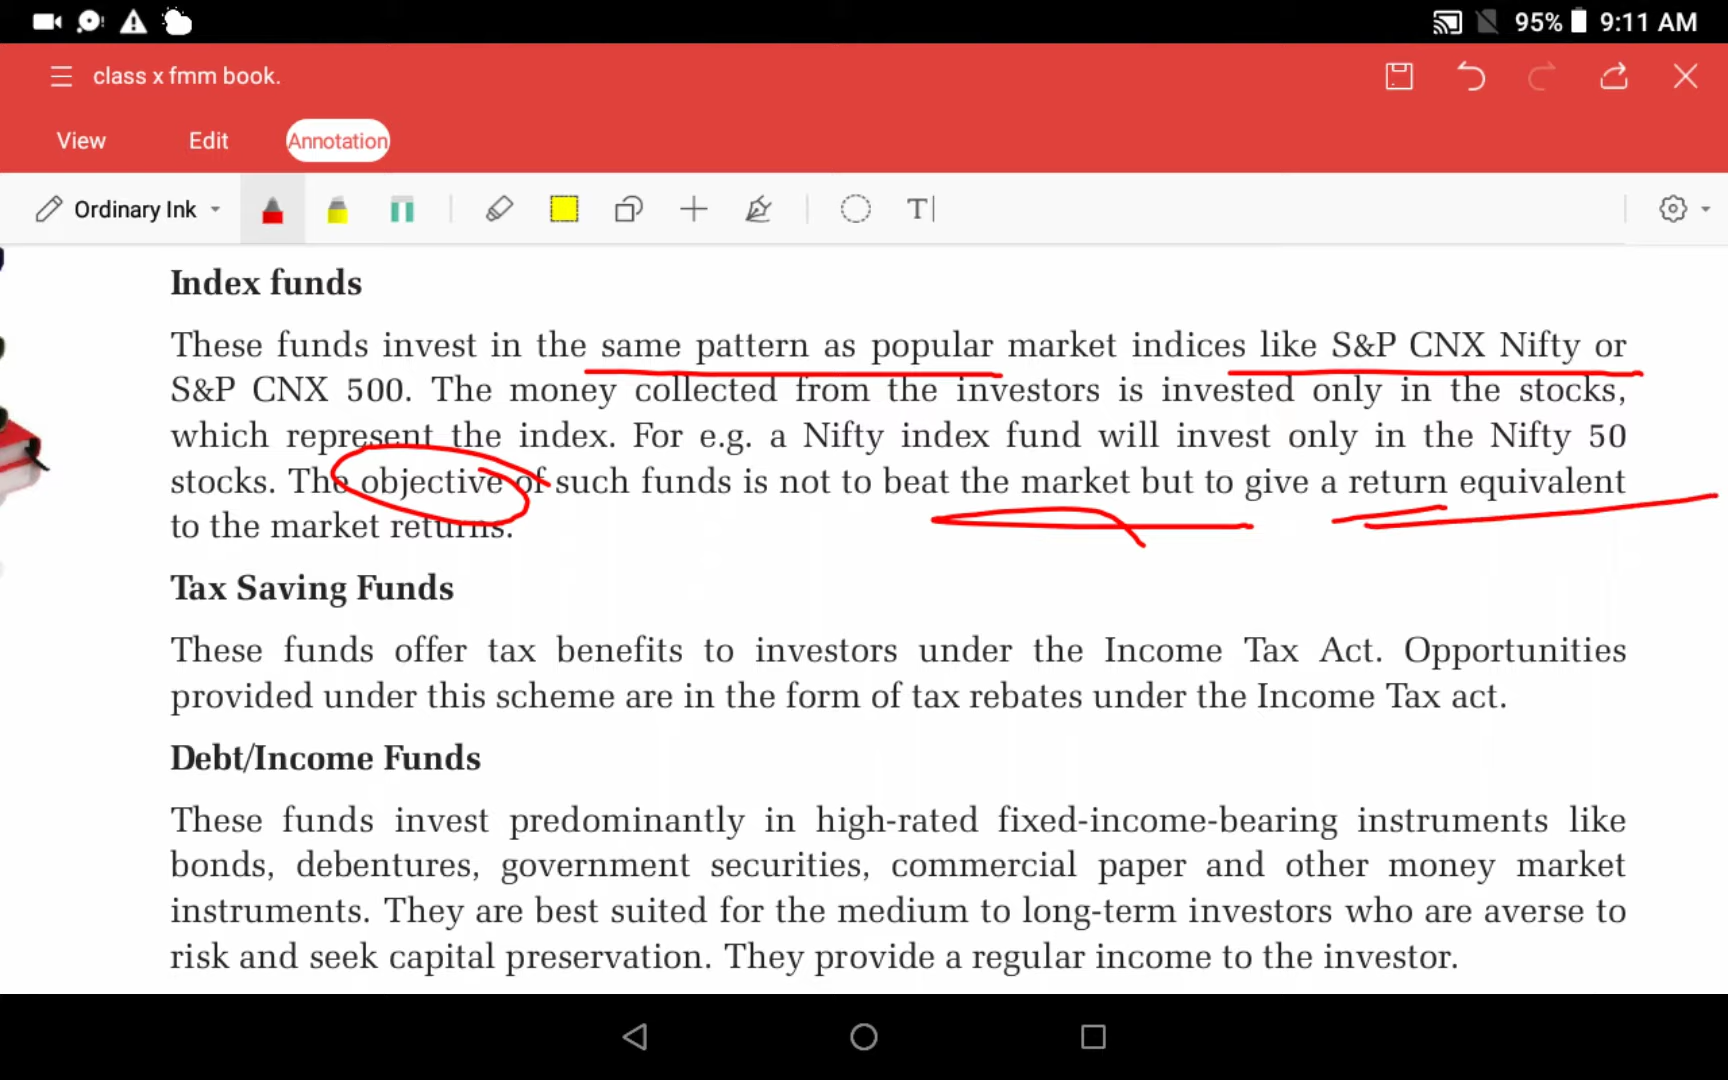 95% 9:11 AM
class x fmm book.
View Edit Annotation
Ordinary Ink T|
Index funds
These funds invest in the same pattern as popular market indices like S&P CNX Nifty or
S&P CNX 500. The money collected from the investors is invested only in the stocks,
which represent the index. For e.g. a Nifty index fund will invest only in the Nifty 50
stocks. The objective of such funds is not to beat the market but to give a return equivalent
to the market returns.
Tax Saving Funds
These funds offer tax benefits to investors under the Income Tax Act. Opportunities
provided under this scheme are in the form of tax rebates under the Income Tax act.
Debt/Income Funds
These funds invest predominantly in high-rated fixed-income-bearing instruments like
bonds, debentures, government securities, commercial paper and other money market
instruments. They are best suited for the medium to long-term investors who are averse to
risk and seek capital preservation. They provide a regular income to the investor.